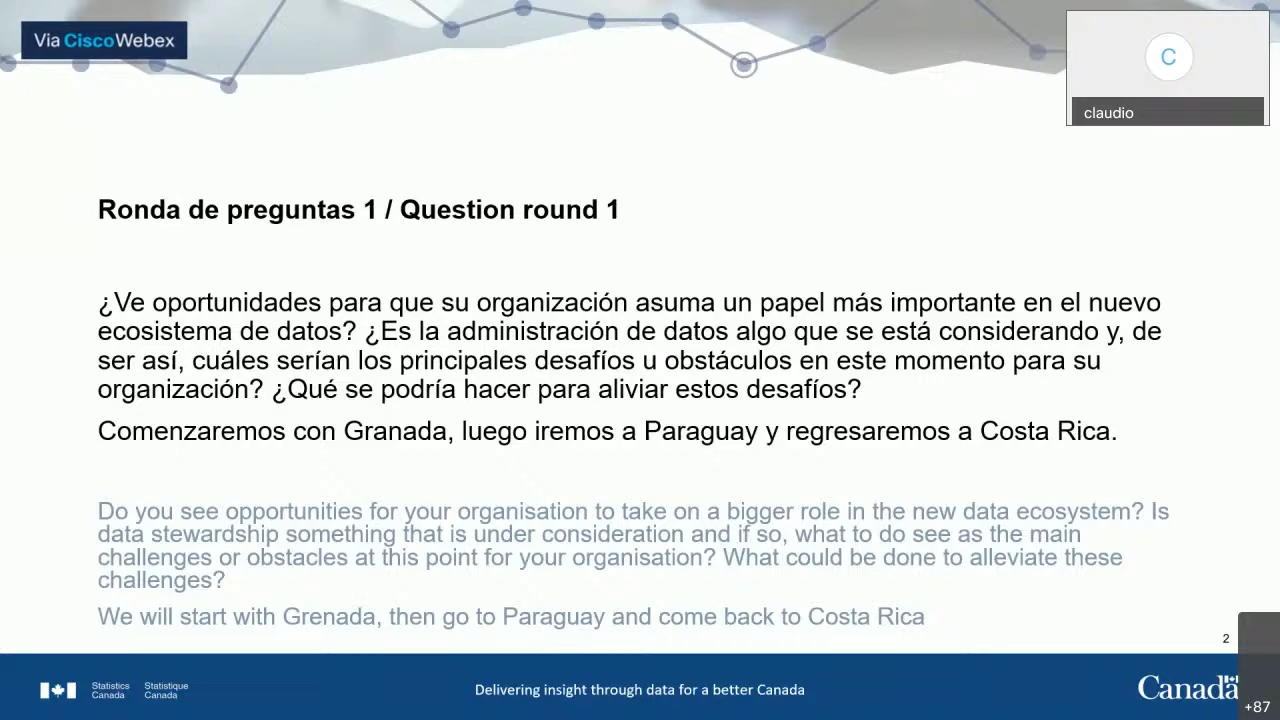 Via CiscoWebex
C
claudio
Ronda de preguntas 1 / Question round 1
¿Ve oportunidades para que su organización asuma un papel más importante en el nuevo
ecosistema de datos? ¿Es la administración de datos algo que se está considerando y, de
ser así, cuáles serían los principales desafíos u obstáculos en este momento para su
organización? ¿Qué se podría hacer para aliviar estos desafíos?
Comenzaremos con Granada, luego iremos a Paraguay y regresaremos a Costa Rica.
Do you see opportunities for your organisation to take on a bigger role in the new data ecosystem? Is
data stewardship something that is under consideration and if so, what to do see as the main
challenges or obstacles at this point for your organisation? What could be done to alleviate these
challenges?
We will start with Grenada, then go to Paraguay and come back to Costa Rica
2
Statistics Statistique
Canada Canada
Delivering insight through data for a better Canada
Canada
+87